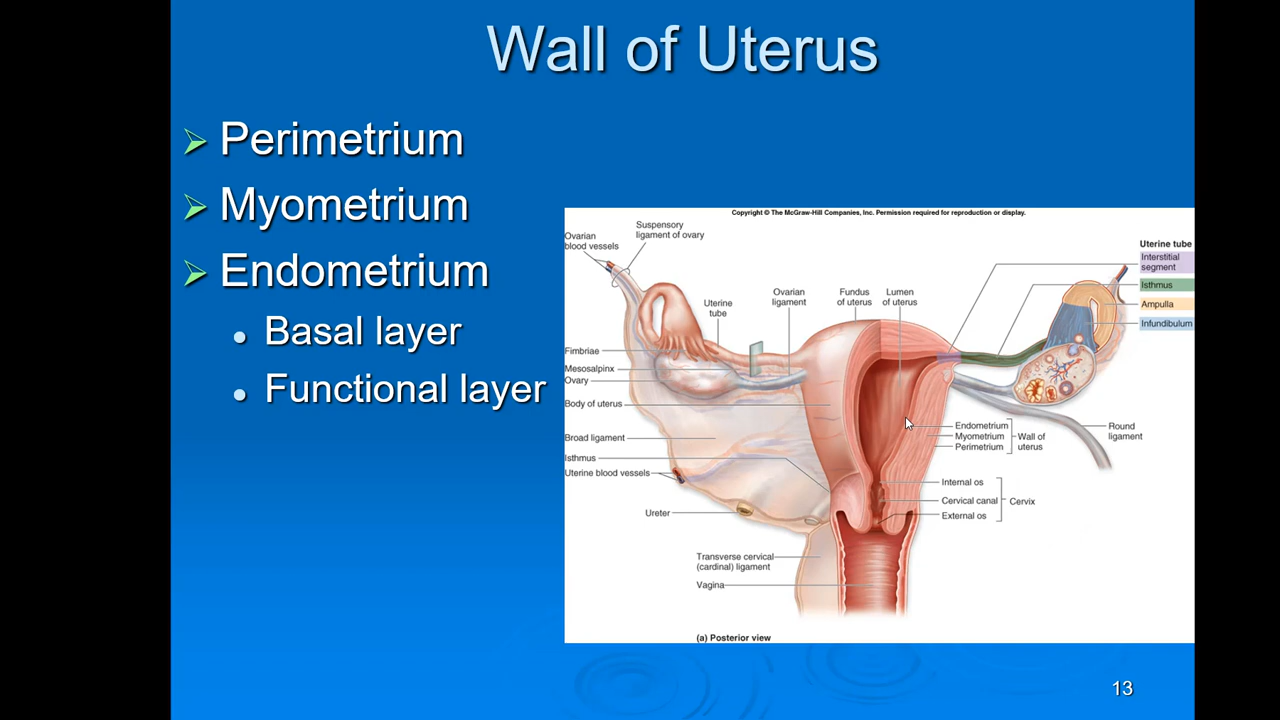 Wall of Uterus
Perimetrium
Myometrium
Endometrium
Basal layer
Functional layer
Copyright © The McGraw-Hill Companies, Inc. Permission required for reproduction or display.
Ovarian
blood vessels
Suspensory
ligament of ovary
Uterine
tube
Ovarian
ligament
Fundus
of uterus
Lumen
of uterus
Uterine tube
Interstitial
segment
Isthmus
Ampulla
Infundibulum
Fimbriae
Mesosalpinx
Ovary
Body of uterus
Broad ligament
Isthmus
Uterine blood vessels
Ureter
Transverse cervical
(cardinal) ligament
Vagina
Endometrium
Myometrium
Perimetrium
Wall of
uterus
Round
ligament
Internal os
Cervical canal
External os
Cervix
(a) Posterior view
13